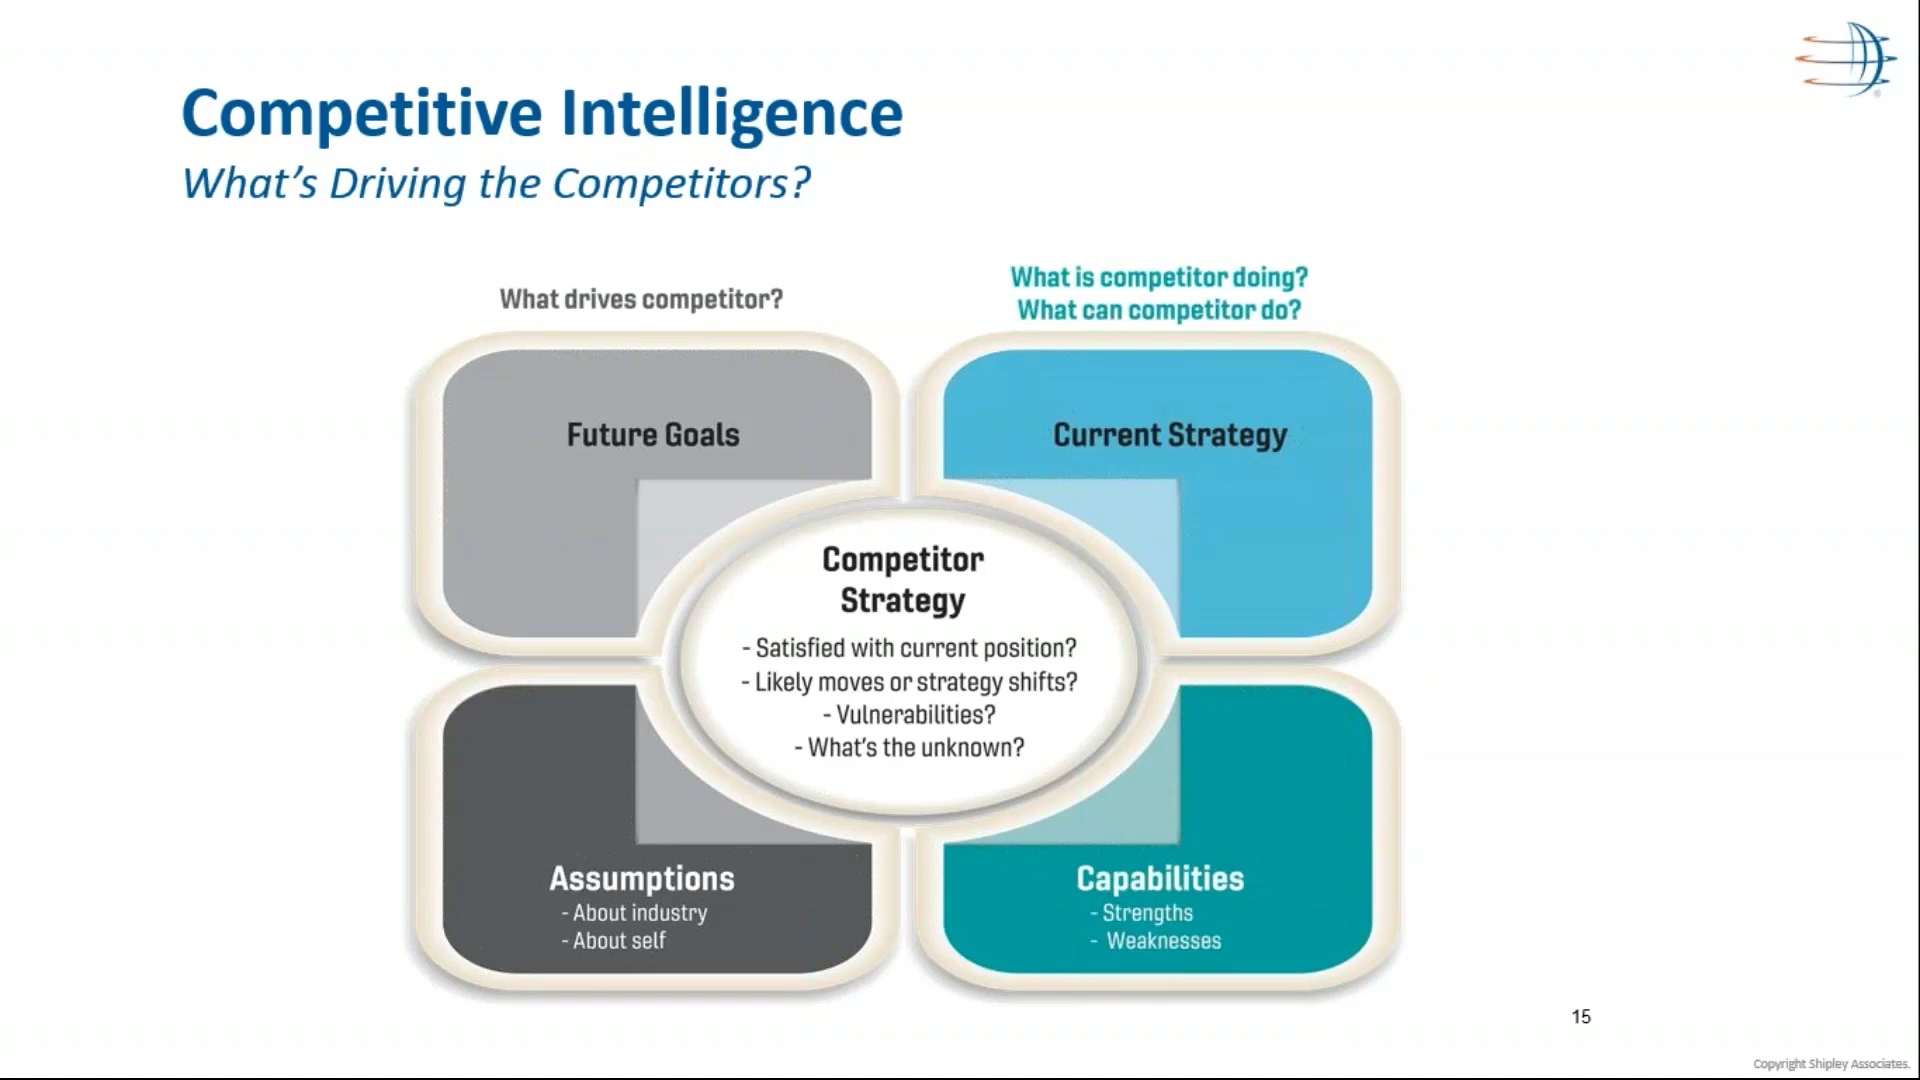 Competitive Intelligence
What's Driving the Competitors?
What drives competitor?
What is competitor doing?
What can competitor do?
Future Goals
Current Strategy
Competitor
Strategy
- Satisfied with current position?
- Likely moves or strategy shifts?
- Vulnerabilities?
- What's the unknown?
Assumptions
- About industry
- About self
Capabilities
- Strengths
- Weaknesses
15
Copyright Shipley Associates.